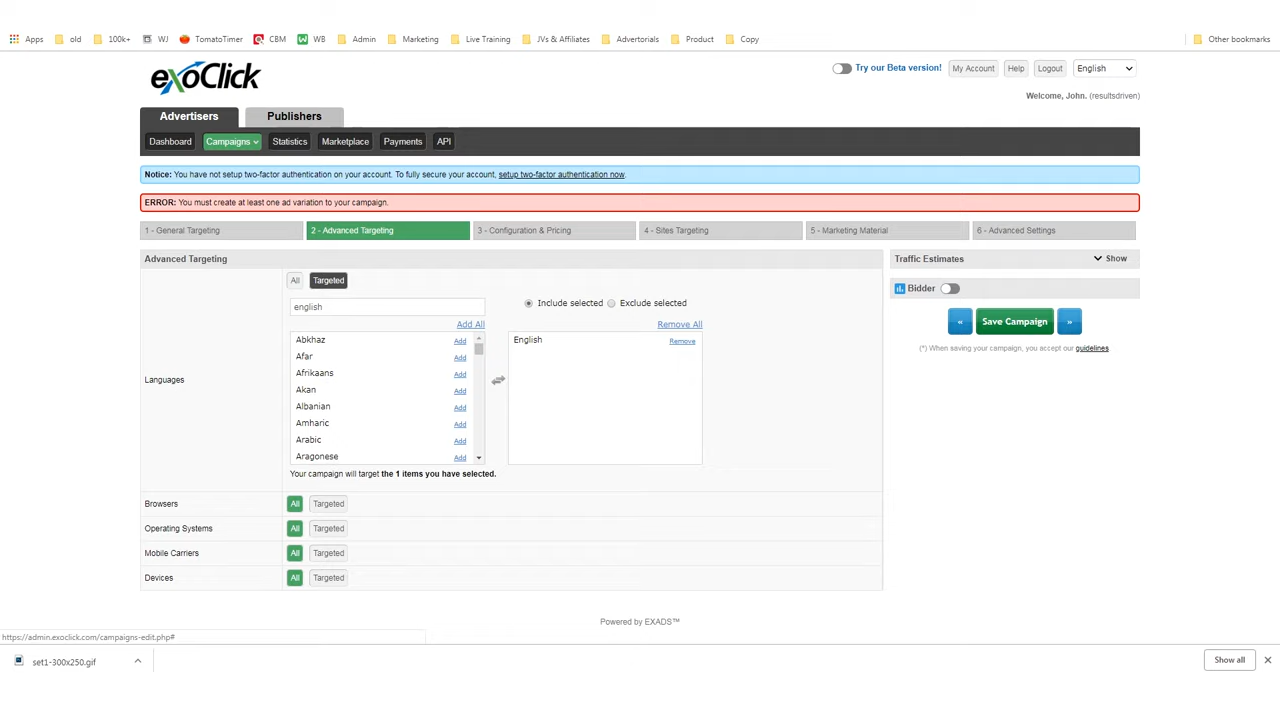 Apps old 100k+ WJ TomatoTimer CBM WB Admin Marketing Live Training JVs & Affiliates Advertorials Product Copy Other bookmarks
exoClick
Try our Beta version! My Account Help Logout English
Welcome, John. (resultsdriven)
Advertisers Publishers
Dashboard Campaigns Statistics Marketplace Payments API
Notice: You have not setup two-factor authentication on your account. To fully secure your account, setup two-factor authentication now.
ERROR: You must create at least one ad variation to your campaign.
1 - General Targeting 2 - Advanced Targeting 3 - Configuration & Pricing 4 - Sites Targeting 5 - Marketing Material 6 - Advanced Settings
Advanced Targeting
Traffic Estimates Show
All Targeted
Bidder
english
Include selected Exclude selected
Add All Remove All
« Save Campaign »
(*) When saving your campaign, you accept our guidelines
Languages
Abkhaz Add
Afar Add
Afrikaans Add
Akan Add
Albanian Add
Amharic Add
Arabic Add
Aragonese Add
English Remove
Your campaign will target the 1 items you have selected.
Browsers All Targeted
Operating Systems All Targeted
Mobile Carriers All Targeted
Devices All Targeted
Powered by EXADS™
https://admin.exoclick.com/campaigns-edit.php#
set1-300x250.gif Show all